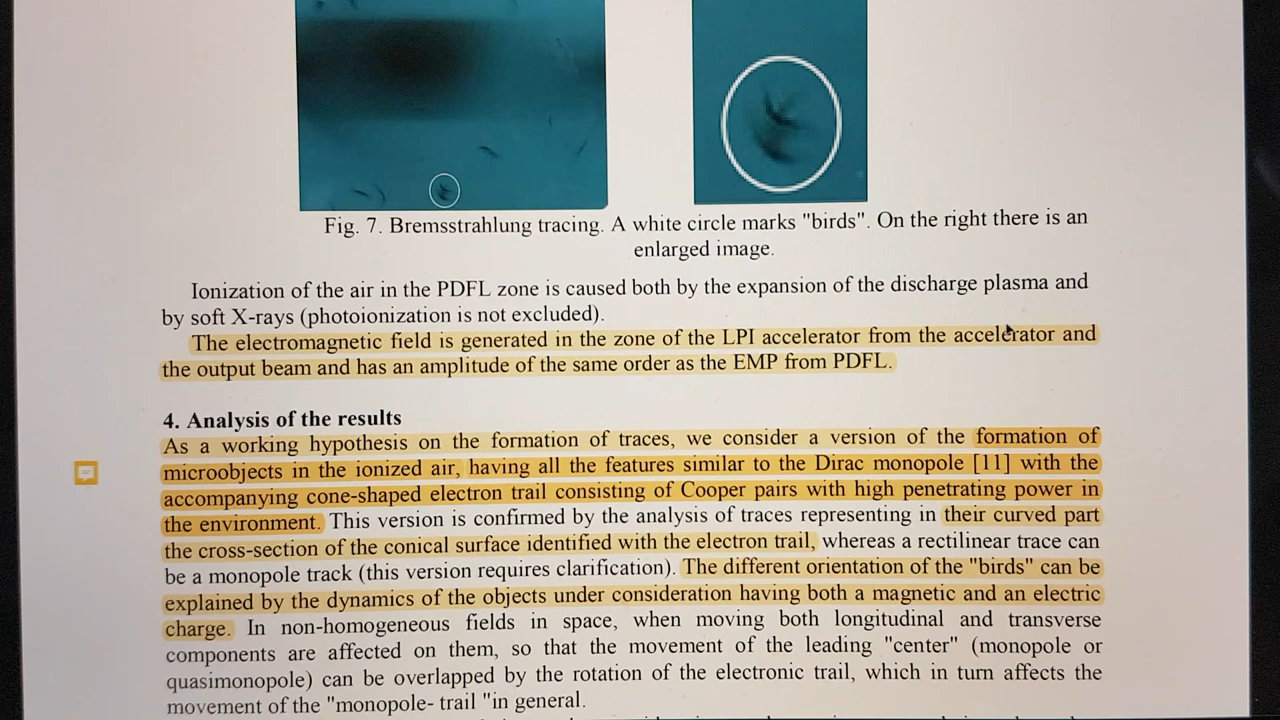 Fig. 7. Bremsstrahlung tracing. A white circle marks "birds". On the right there is an
enlarged image.
Ionization of the air in the PDFL zone is caused both by the expansion of the discharge plasma and
by soft X-rays (photoionization is not excluded).
The electromagnetic field is generated in the zone of the LPI accelerator from the accelerator and
the output beam and has an amplitude of the same order as the EMP from PDFL.
4. Analysis of the results
As a working hypothesis on the formation of traces, we consider a version of the formation of
microobjects in the ionized air, having all the features similar to the Dirac monopole [11] with the
accompanying cone-shaped electron trail consisting of Cooper pairs with high penetrating power in
the environment. This version is confirmed by the analysis of traces representing in their curved part
the cross-section of the conical surface identified with the electron trail, whereas a rectilinear trace can
be a monopole track (this version requires clarification). The different orientation of the "birds" can be
explained by the dynamics of the objects under consideration having both a magnetic and an electric
charge. In non-homogeneous fields in space, when moving both longitudinal and transverse
components are affected on them, so that the movement of the leading "center" (monopole or
quasimonopole) can be overlapped by the rotation of the electronic trail, which in turn affects the
movement of the "monopole- trail "in general.